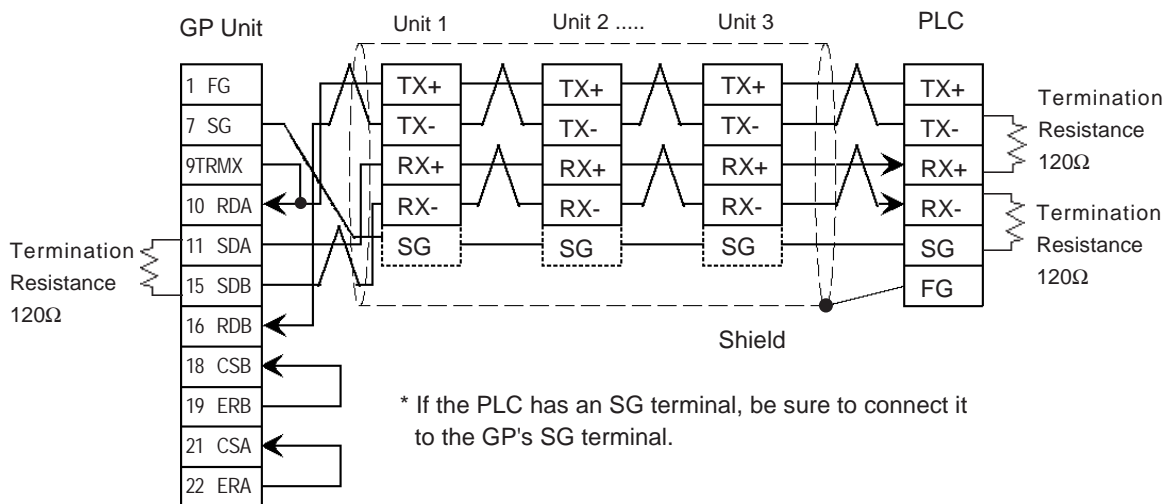 GP Unit
Unit 1
Unit 2 .....
Unit 3
PLC
1 FG
7 SG
9TRMX
10 RDA
11 SDA
15 SDB
16 RDB
18 CSB
19 ERB
21 CSA
22 ERA
Termination
Resistance
120Ω
TX+
TX-
RX+
RX-
SG
TX+
TX-
RX+
RX-
SG
TX+
TX-
RX+
RX-
SG
TX+
TX-
RX+
RX-
SG
FG
Termination
Resistance
120Ω
Termination
Resistance
120Ω
Shield
* If the PLC has an SG terminal, be sure to connect it
to the GP's SG terminal.